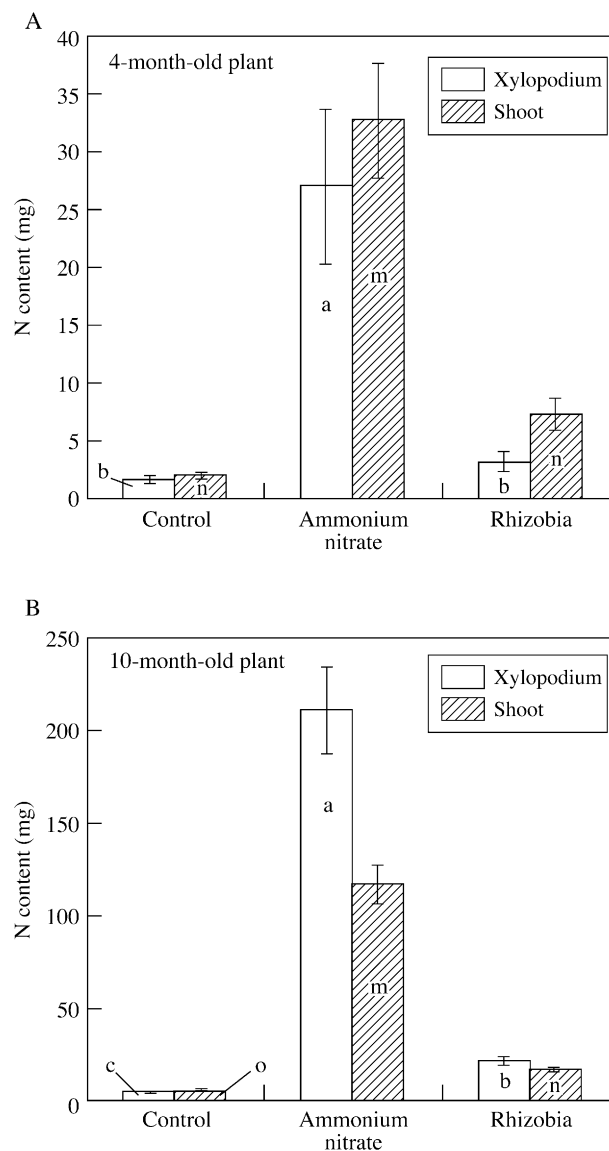 A
40
4-month-old plant
Xylopodium
35
Shoot
30
N content (mg)
25
m
20
a
15
10
5
b
n
b
n
0
Control
Ammonium
nitrate
Rhizobia
B
250
10-month-old plant
Xylopodium
Shoot
200
a
N content (mg)
150
100
m
50
c
o
b
n
0
Control
Ammonium
nitrate
Rhizobia